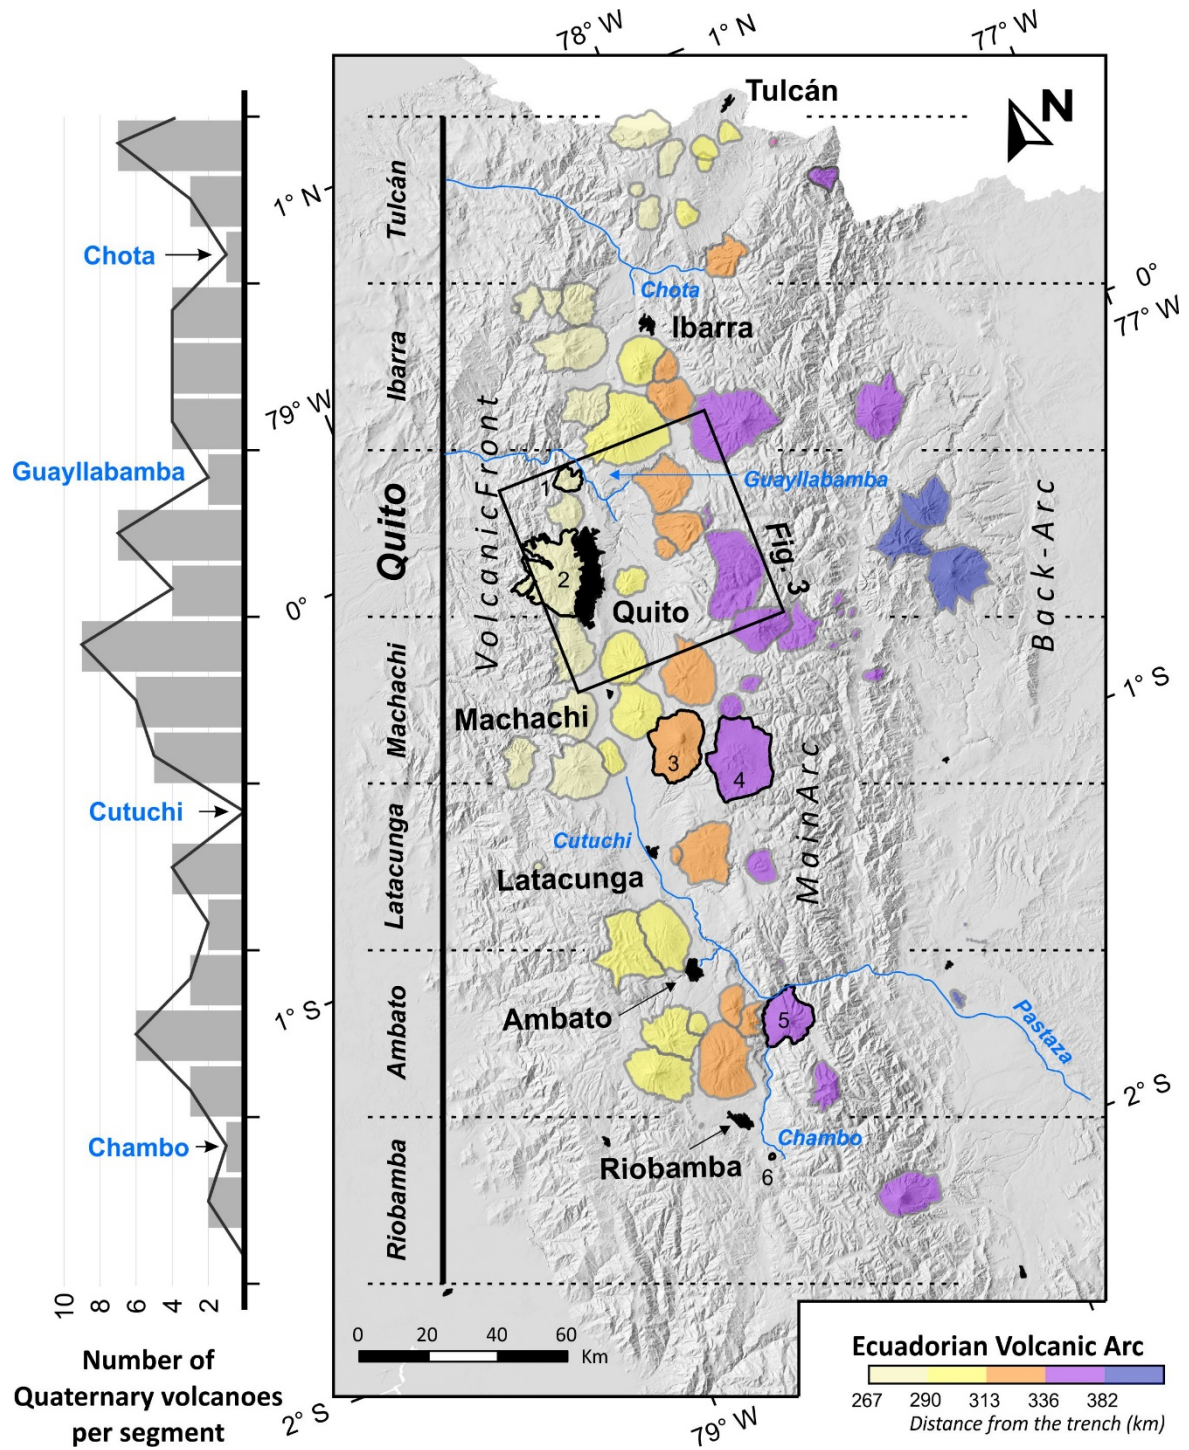 78° W
1° N
77° W
Tulcán
N
Tulcán
1° N
Chota
Chota
0°
77° W
Ibarra
Ibarra
79° W
Volcanic Front
Guayllabamba
Guayllabamba
1
Quito
Fig. 3
2
Quito
0°
Back-Arc
1° S
Machachi
Machachi
3
4
Main Arc
Cutuchi
Cutuchi
Latacunga
Latacunga
1° S
Ambato
Ambato
5
Pastaza
2° S
Chambo
Chambo
Riobamba
6
Riobamba
10
8
6
4
2
Number of
Quaternary volcanoes
per segment
0
20
40
60
Km
Ecuadorian Volcanic Arc
267
290
313
336
382
Distance from the trench (km)
2° S
79° W